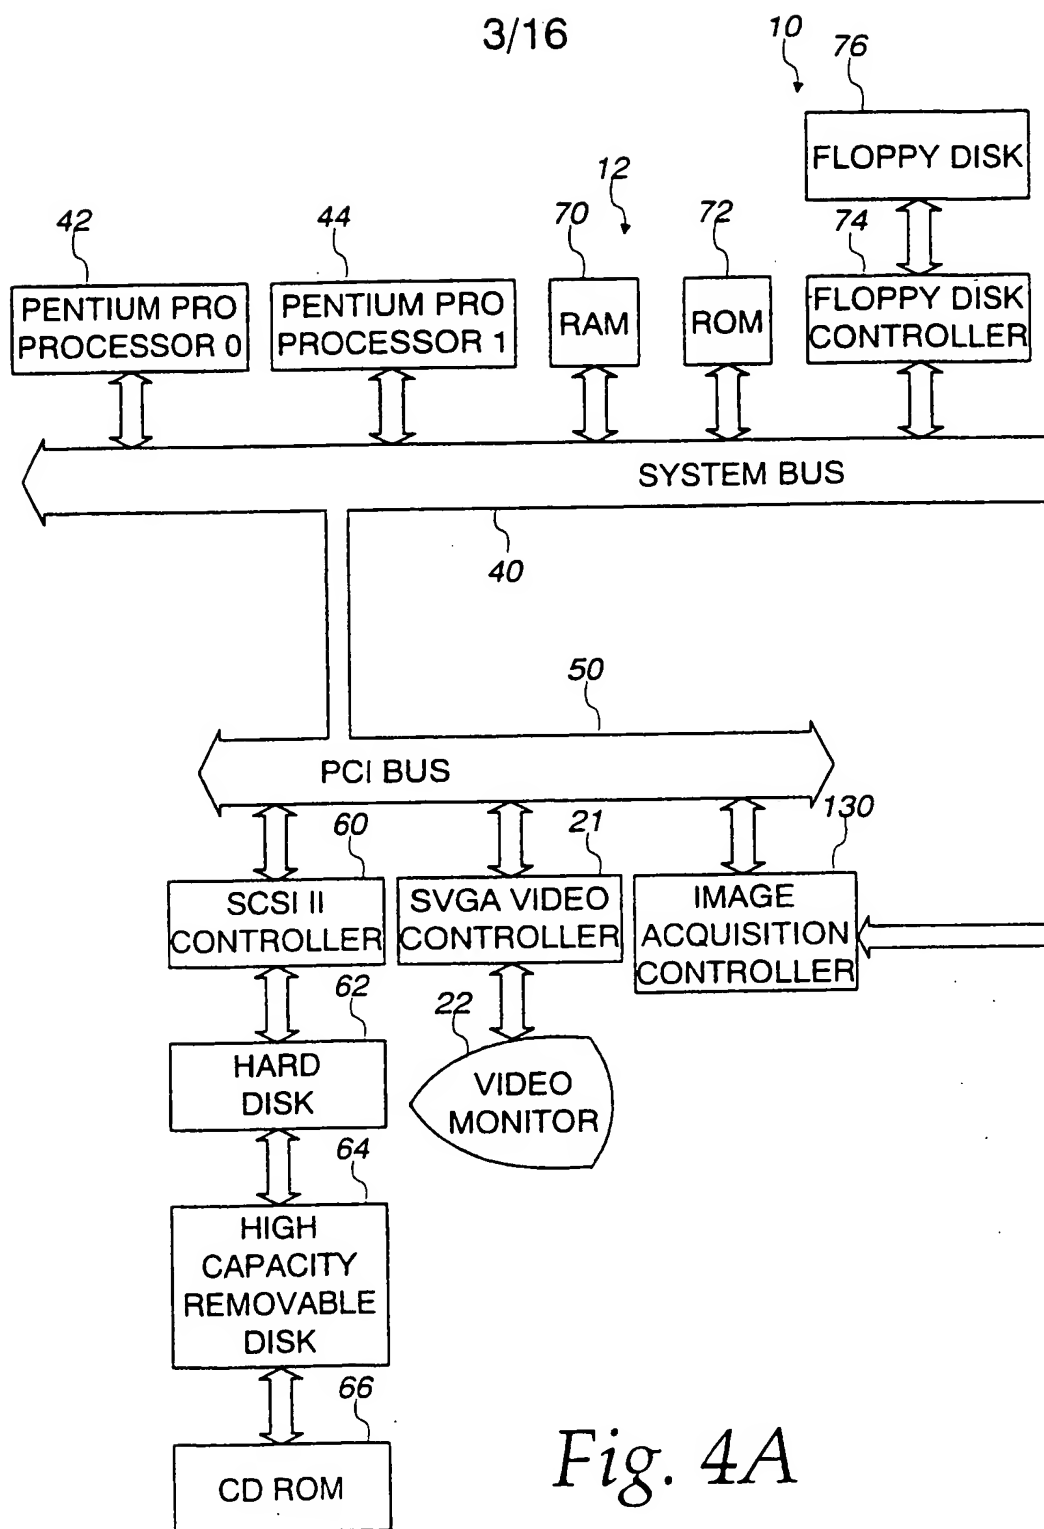 3/16
10
76
FLOPPY DISK
12
42
44
70
72
74
PENTIUM PRO
PROCESSOR 0
PENTIUM PRO
PROCESSOR 1
RAM
ROM
FLOPPY DISK
CONTROLLER
SYSTEM BUS
40
50
PCI BUS
60
21
130
SCSI II
CONTROLLER
SVGA VIDEO
CONTROLLER
IMAGE
ACQUISITION
CONTROLLER
62
22
HARD
DISK
VIDEO
MONITOR
64
HIGH
CAPACITY
REMOVABLE
DISK
66
CD ROM
Fig. 4A